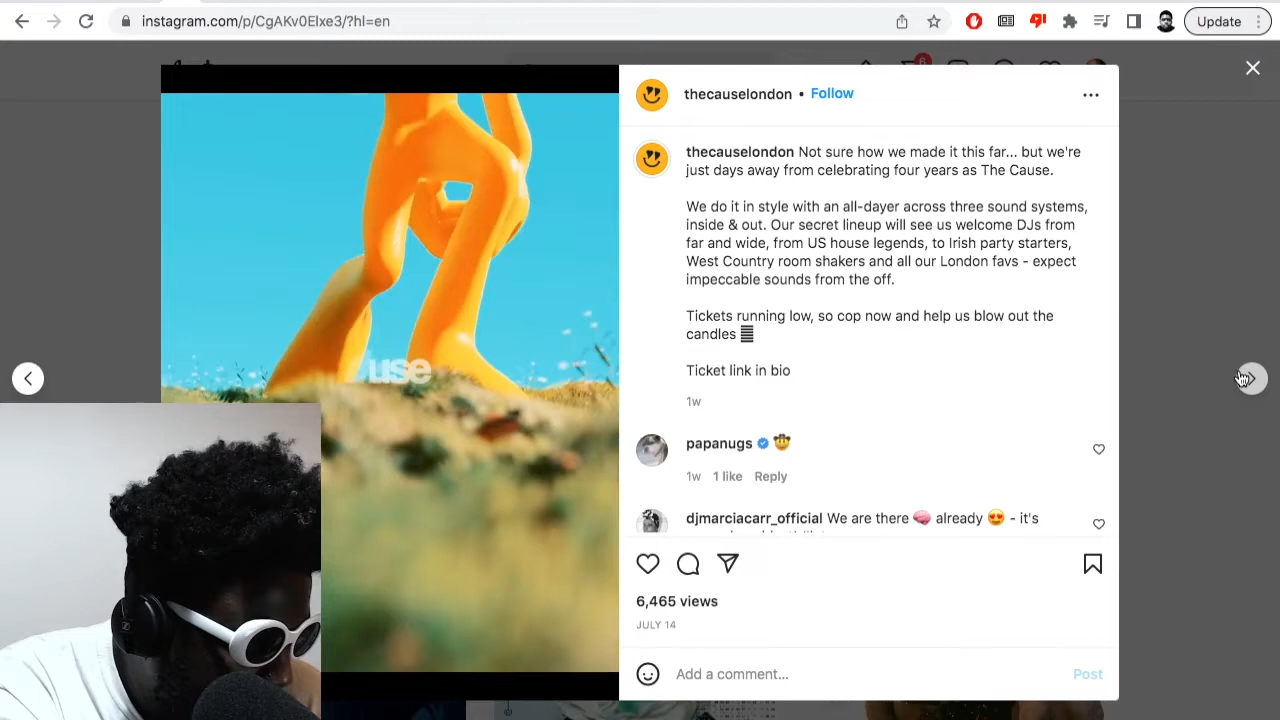 instagram.com/p/CgAKv0EIxe3/?hl=en
Update
6
thecauselondon • Follow
thecauselondon Not sure how we made it this far... but we're
just days away from celebrating four years as The Cause.
We do it in style with an all-dayer across three sound systems,
inside & out. Our secret lineup will see us welcome DJs from
far and wide, from US house legends, to Irish party starters,
West Country room shakers and all our London favs - expect
impeccable sounds from the off.
Tickets running low, so cop now and help us blow out the
candles
Ticket link in bio
1w
use
papanugs
1w 1 like Reply
djmarciacarr_official We are there already - it's
6,465 views
JULY 14
Add a comment... Post